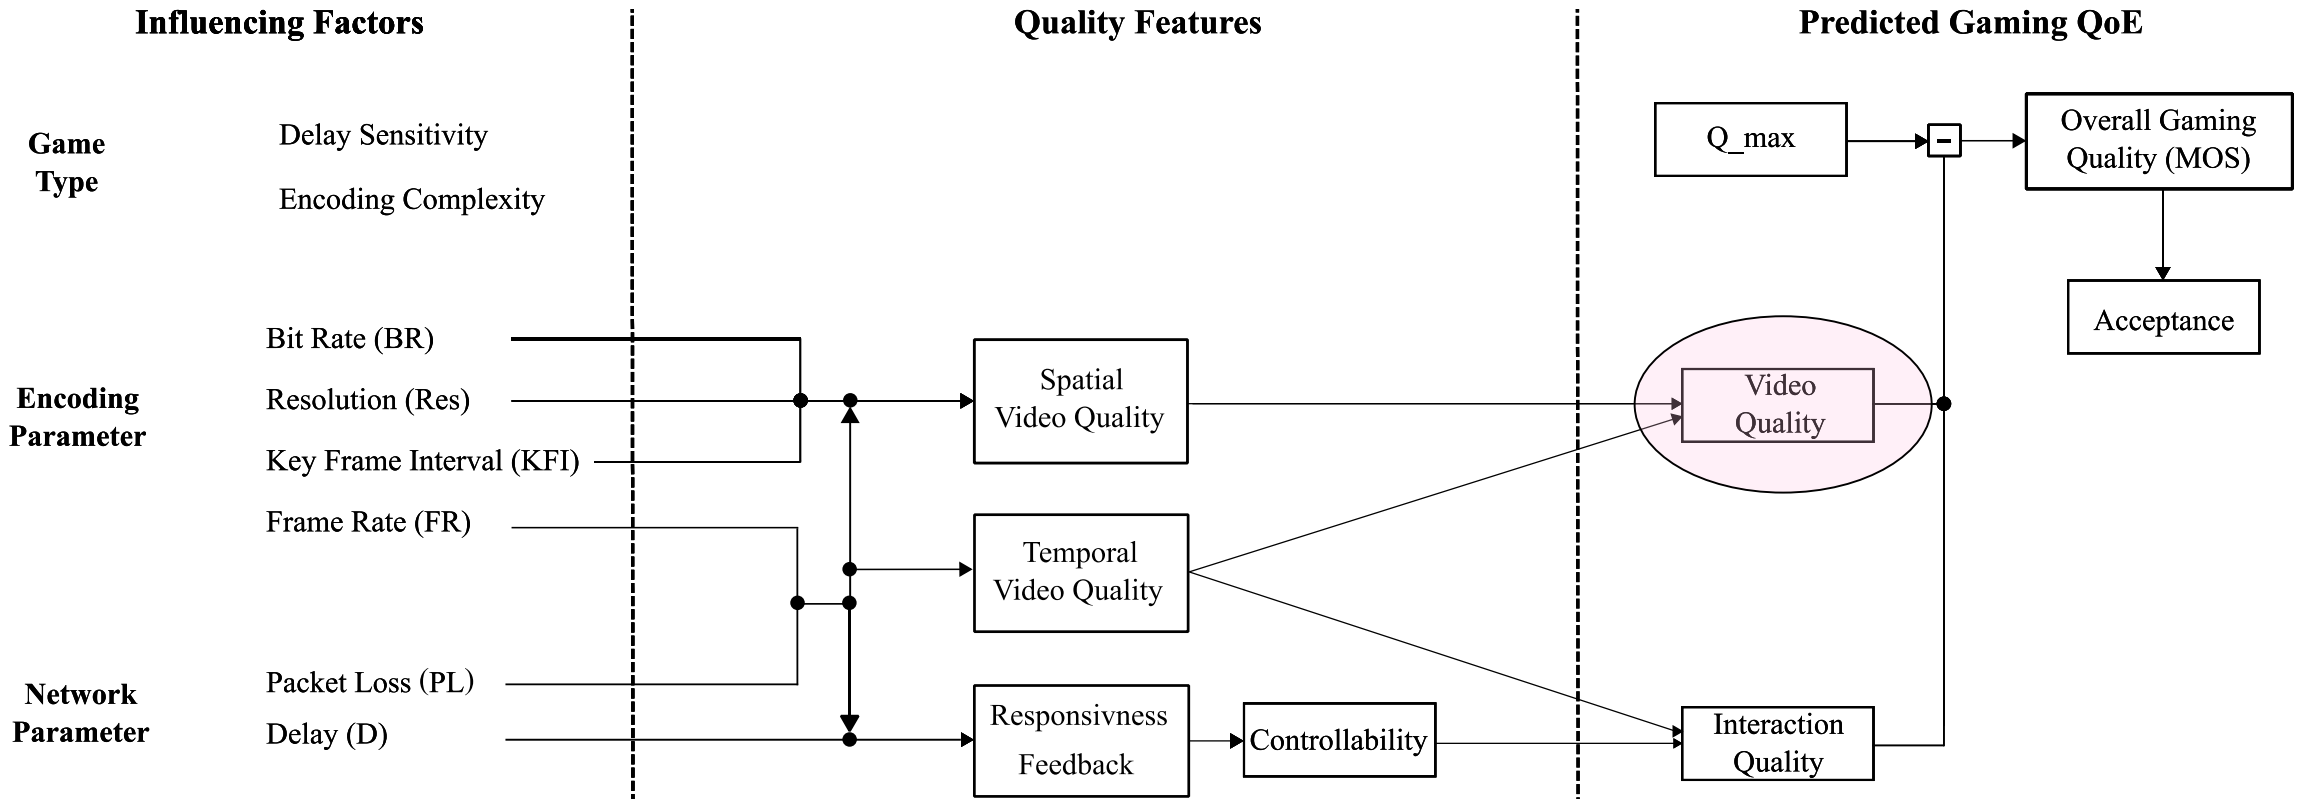 Influencing Factors
Quality Features
Predicted Gaming QoE
Game
Type
Delay Sensitivity
Encoding Complexity
Encoding
Parameter
Bit Rate (BR)
Resolution (Res)
Key Frame Interval (KFI)
Frame Rate (FR)
Network
Parameter
Packet Loss (PL)
Delay (D)
Spatial
Video Quality
Temporal
Video Quality
Responsivness
Feedback
Controllability
Q_max
-
Overall Gaming
Quality (MOS)
Acceptance
Video
Quality
Interaction
Quality